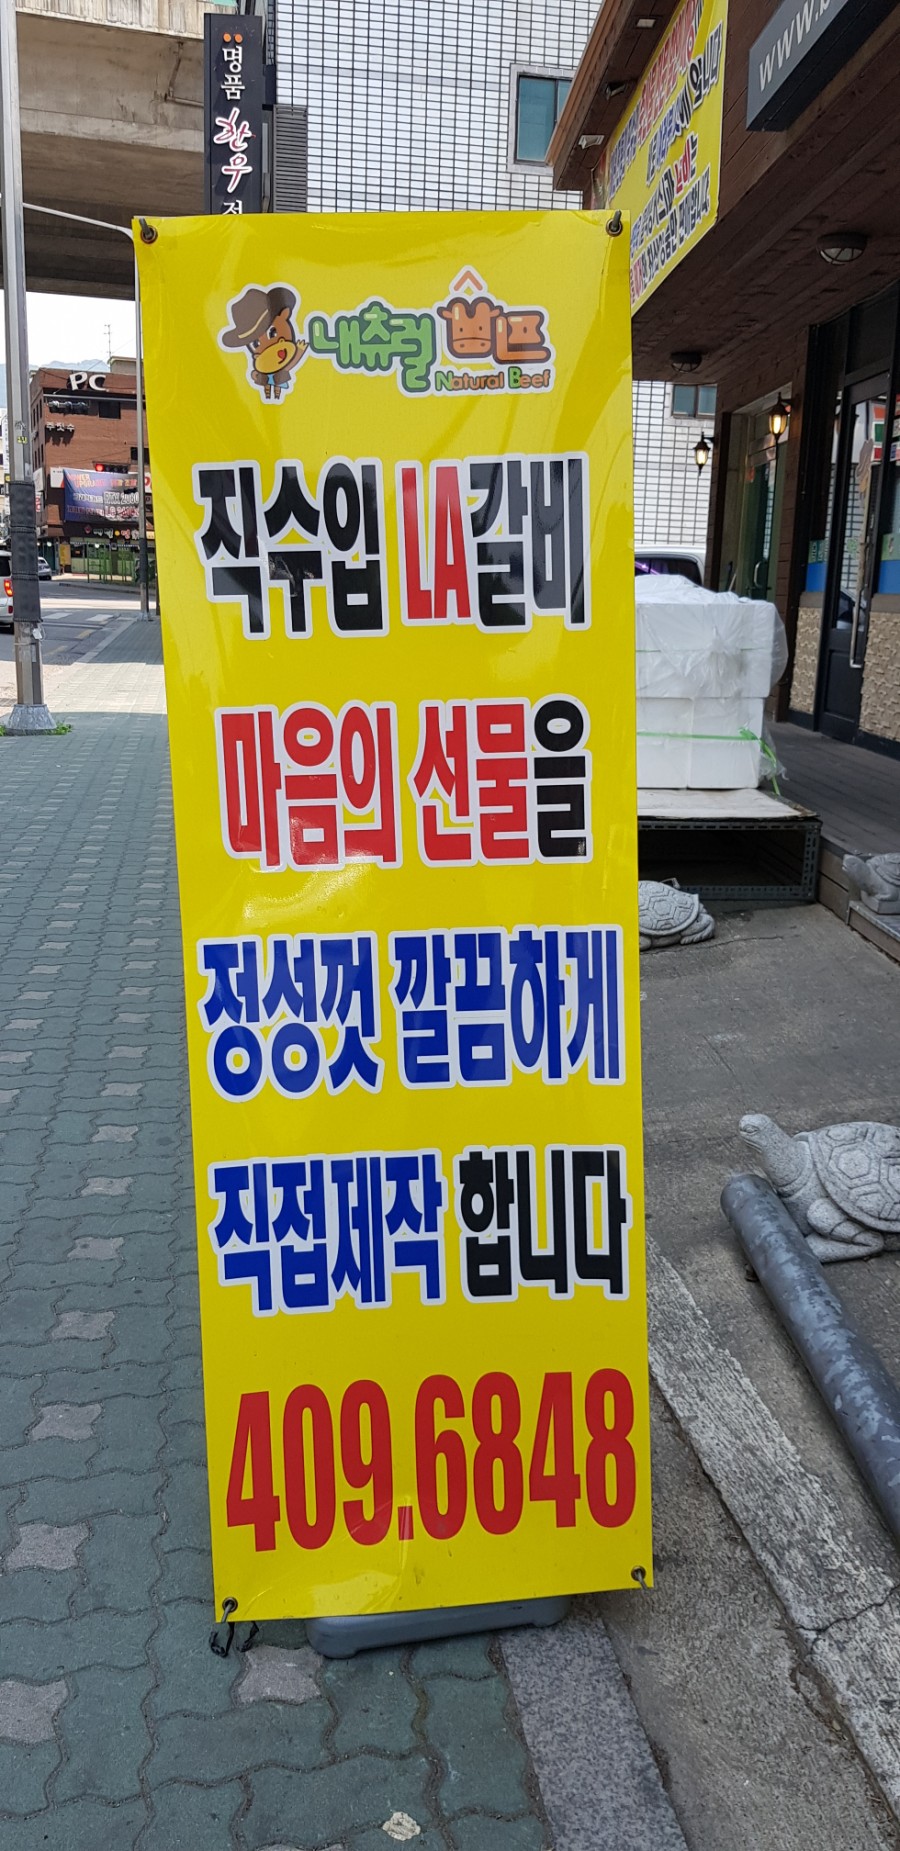 명품
한우
www.
내츄럴 비프
Natural Beef
PC
직수입 LA갈비
마음의 선물을
정성껏 깔끔하게
직접제작 합니다
409.6848